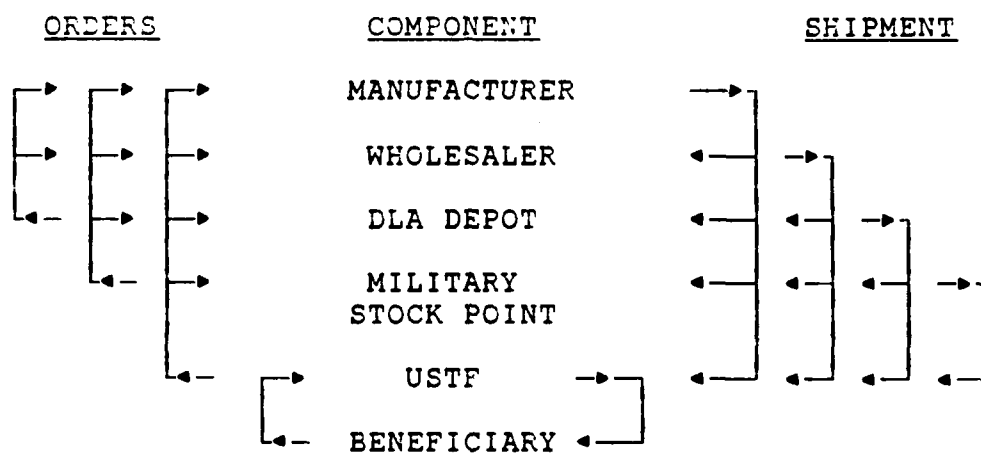 ORDERS COMPONENT SHIPMENT
MANUFACTURER
WHOLESALER
DLA DEPOT
MILITARY
STOCK POINT
USTF
BENEFICIARY